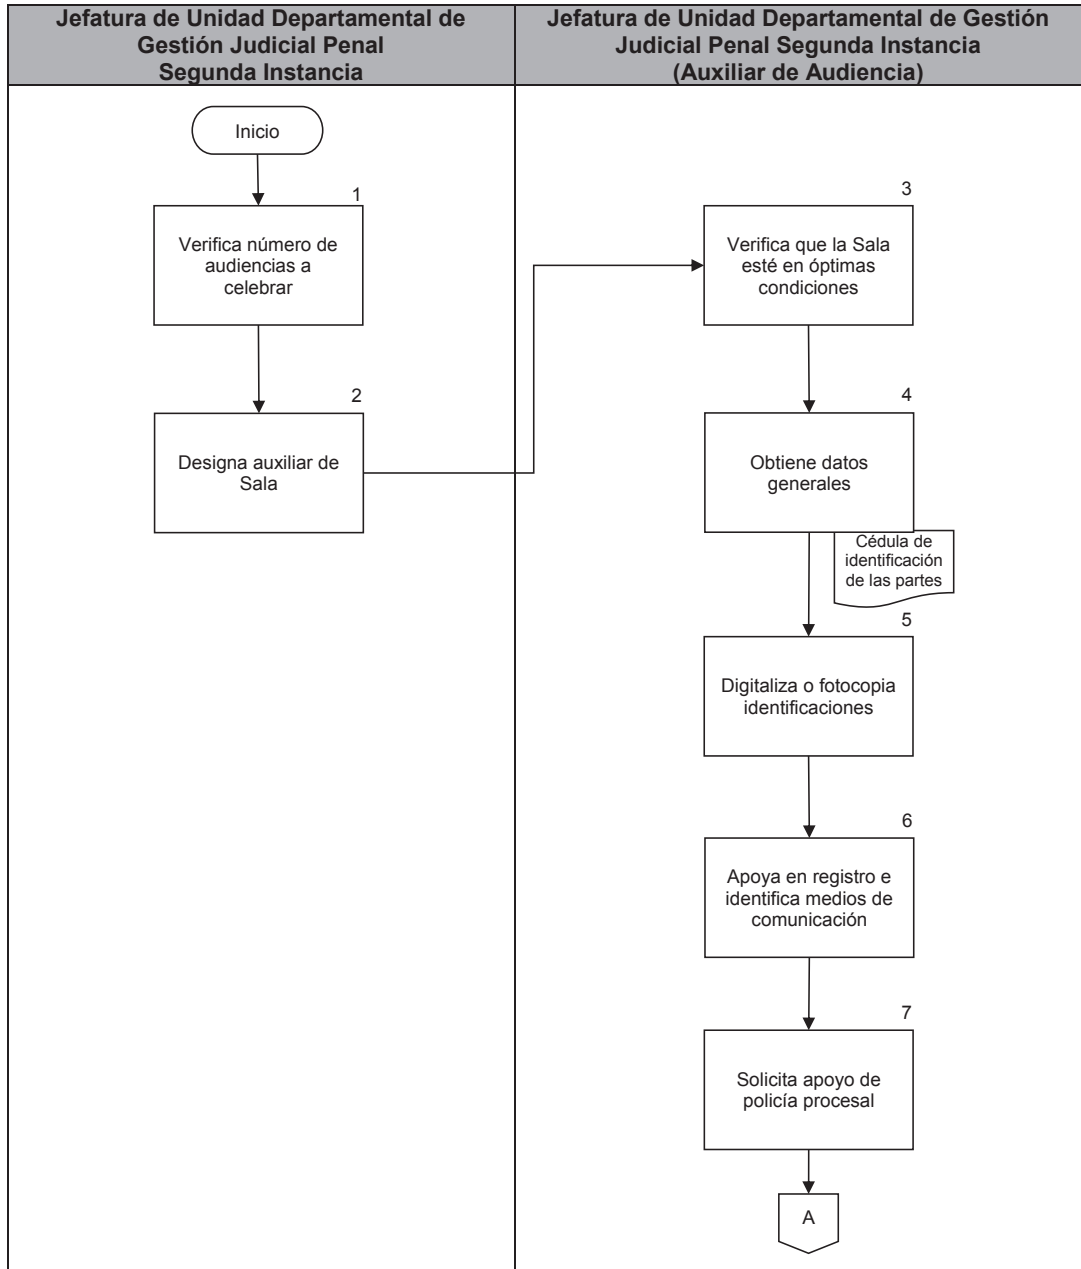 Jefatura de Unidad Departamental de
Gestión Judicial Penal
Segunda Instancia
Jefatura de Unidad Departamental de Gestión
Judicial Penal Segunda Instancia
(Auxiliar de Audiencia)
Inicio
1
Verifica número de
audiencias a
celebrar
2
Designa auxiliar de
Sala
3
Verifica que la Sala
esté en óptimas
condiciones
4
Obtiene datos
generales
Cédula de
identificación
de las partes
5
Digitaliza o fotocopia
identificaciones
6
Apoya en registro e
identifica medios de
comunicación
7
Solicita apoyo de
policía procesal
A